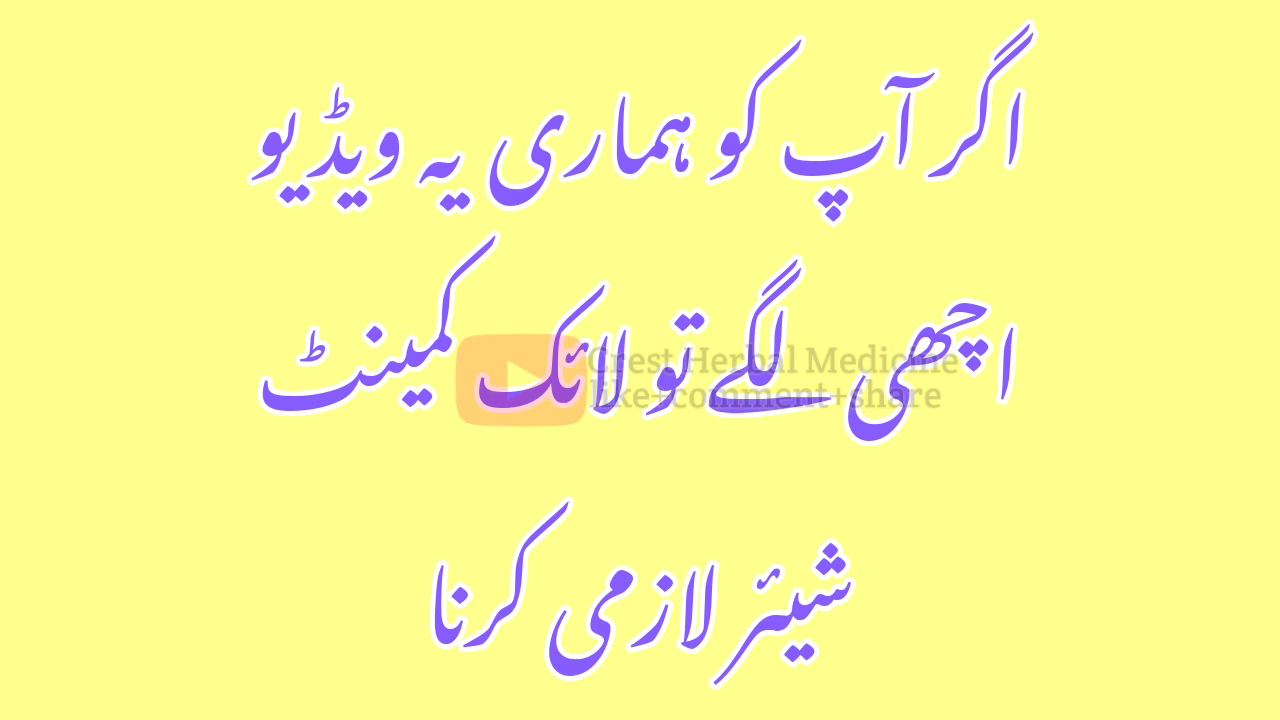 اگر آپ کو ہماری یہ ویڈیو
اچھی لگے تو لائک کمینٹ
Crest Herbal Medicine
like+comment+share
شیئر لازمی کرنا